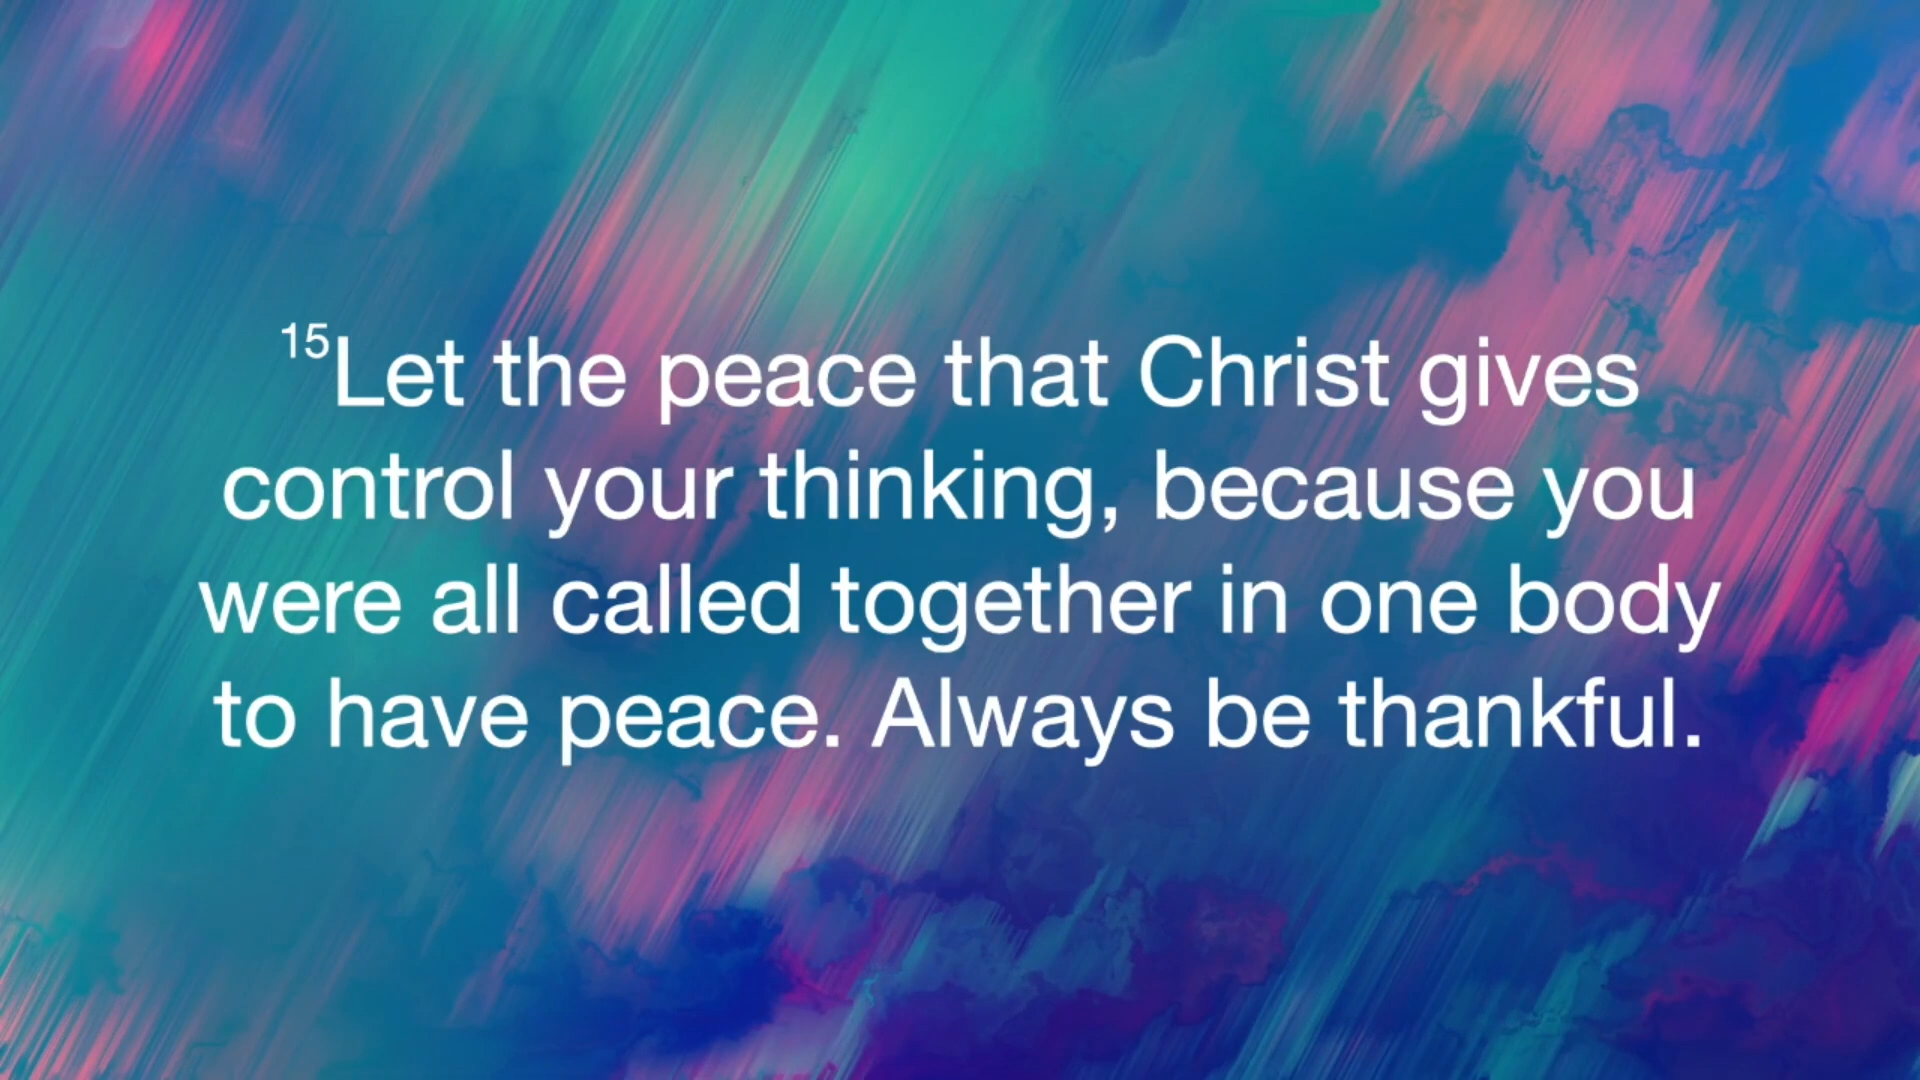 15Let the peace that Christ gives
control your thinking, because you
were all called together in one body
to have peace. Always be thankful.